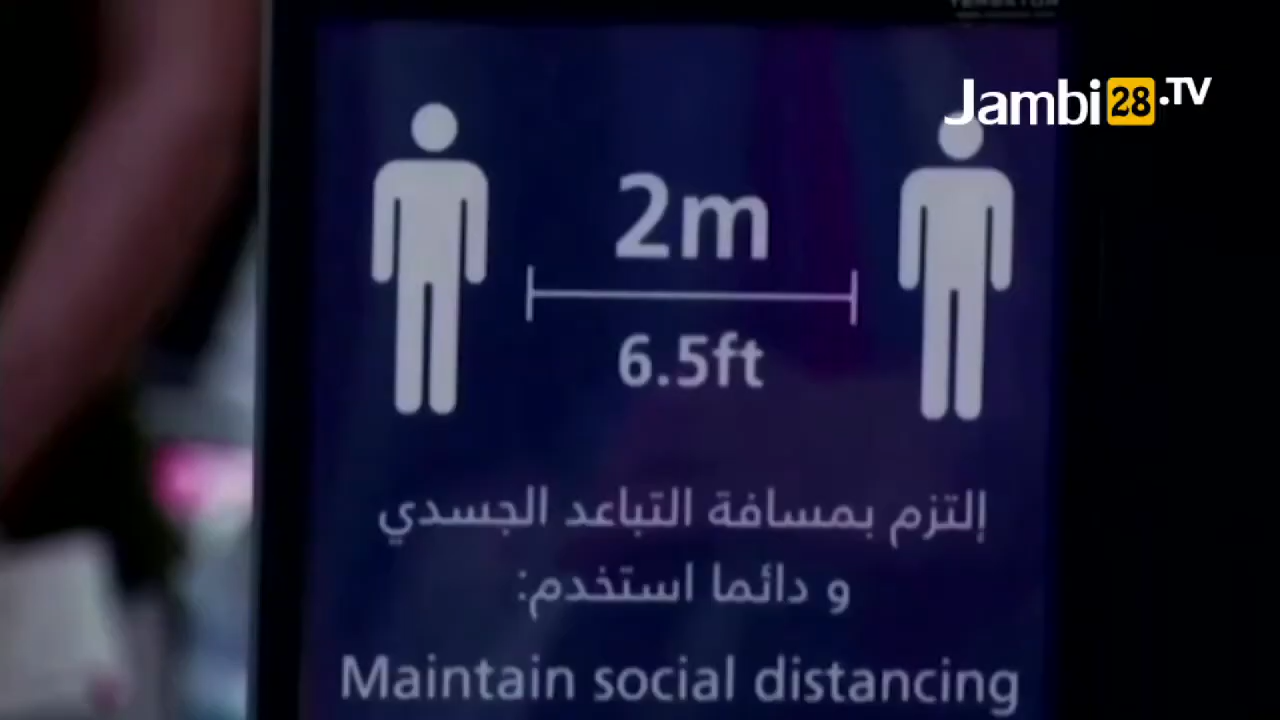 Jambi28.TV
2m
6.5ft
إلتزم بمسافة التباعد الجسدي
و دائما استخدم:
Maintain social distancing